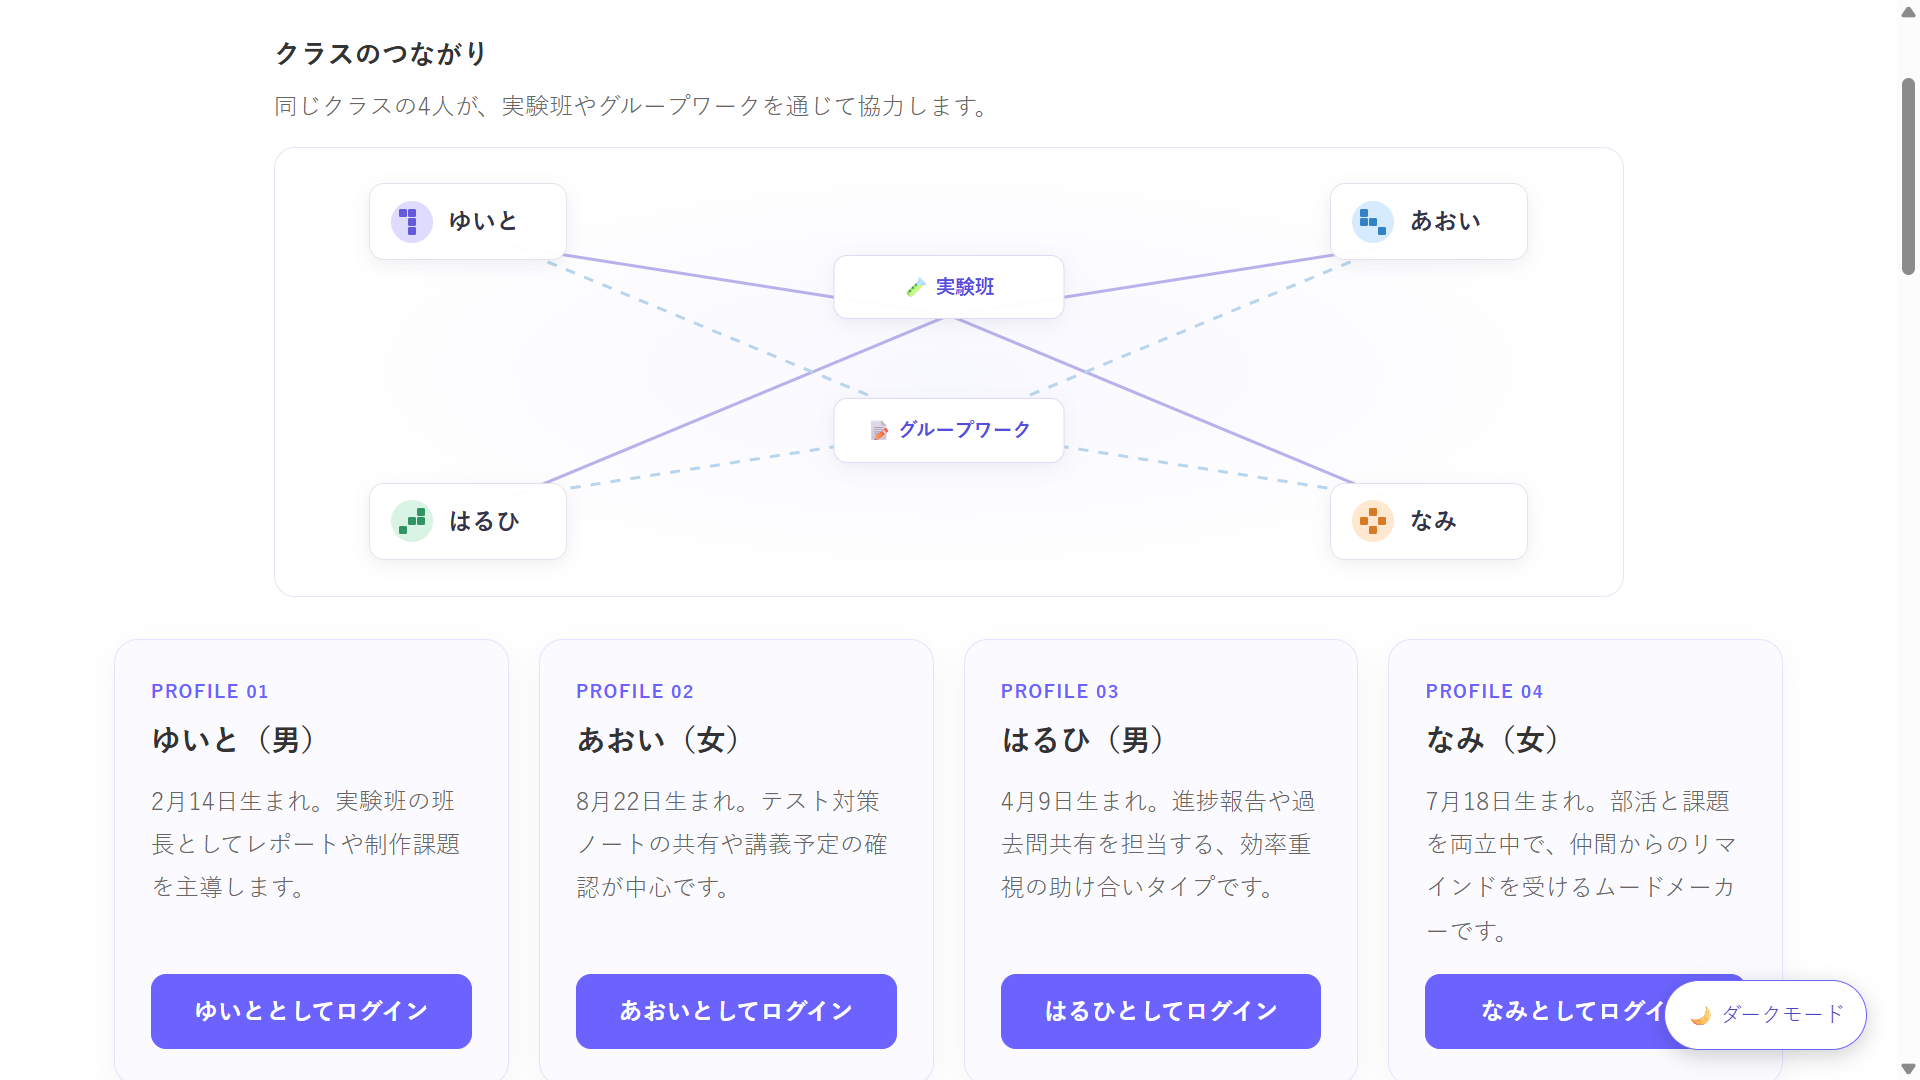 クラスのつながり
同じクラスの4人が、実験班やグループワークを通じて協力します。
ゆいと
あおい
実験班
グループワーク
はるひ
なみ
PROFILE 01
ゆいと（男）
2月14日生まれ。実験班の班
長としてレポートや制作課題
を主導します。
ゆいととしてログイン
PROFILE 02
あおい（女）
8月22日生まれ。テスト対策
ノートの共有や講義予定の確
認が中心です。
あおいとしてログイン
PROFILE 03
はるひ（男）
4月9日生まれ。進捗報告や過
去問共有を担当する、効率重
視の助け合いタイプです。
はるひとしてログイン
PROFILE 04
なみ（女）
7月18日生まれ。部活と課題
を両立中で、仲間からのリマ
インドを受けるムードメーカ
ーです。
なみとしてログイ
ダークモード